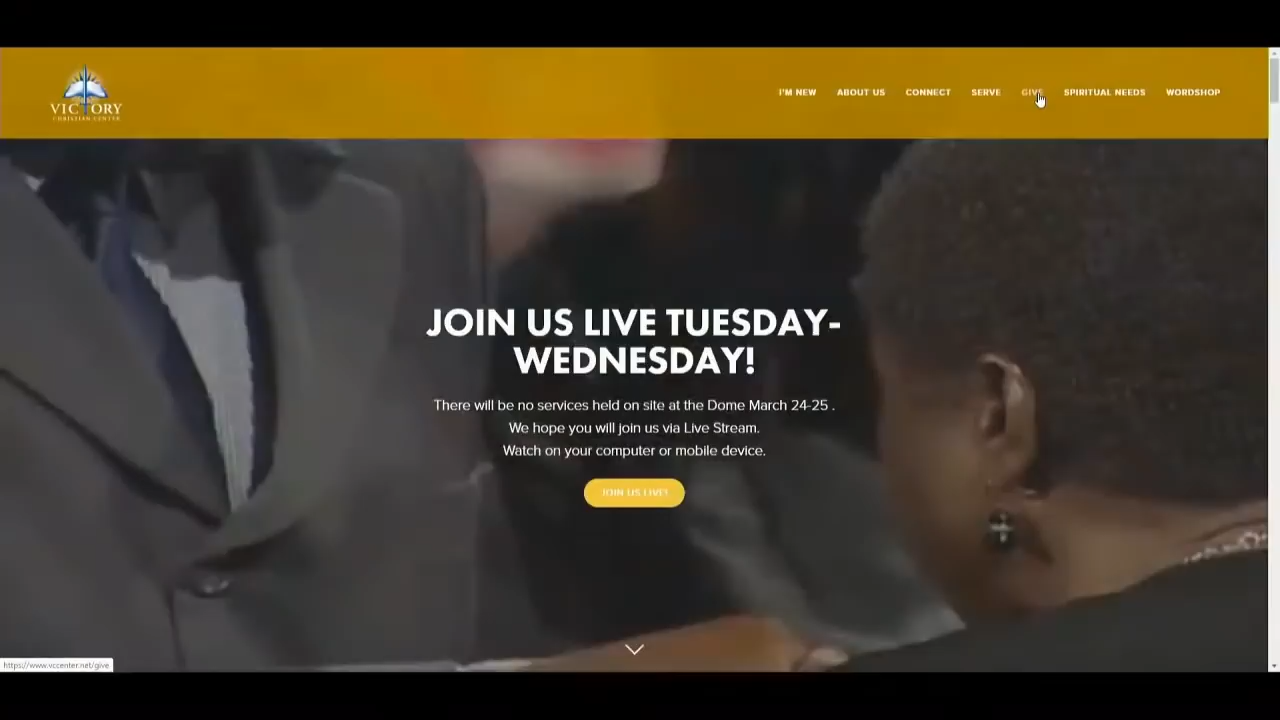 VICTORY
CHRISTIAN CENTER
I'M NEW
ABOUT US
CONNECT
SERVE
GIVE
SPIRITUAL NEEDS
WORDSHOP
JOIN US LIVE TUESDAY-
WEDNESDAY!
There will be no services held on site at the Dome March 24-25 .
We hope you will join us via Live Stream.
Watch on your computer or mobile device.
JOIN US LIVE!
https://www.vccenter.net/give